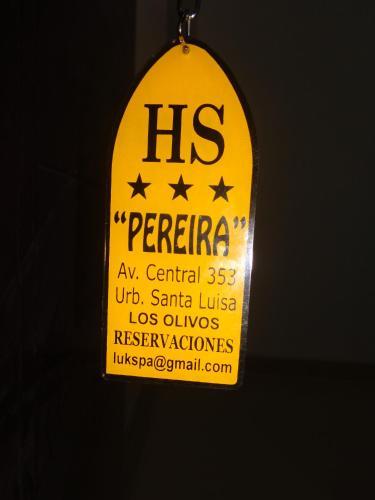 HS
★ ★ ★
"PEREIRA"
Av. Central 353
Urb. Santa Luisa
LOS OLIVOS
RESERVACIONES
lukspa@gmail.com